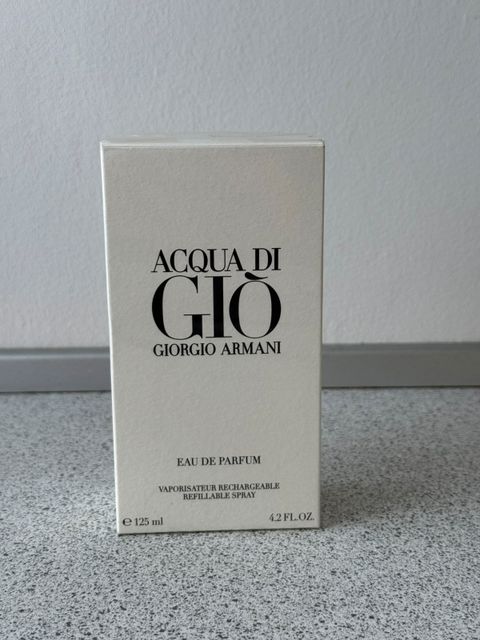 ACQUA DI
GIÒ
GIORGIO ARMANI
EAU DE PARFUM
VAPORISATEUR RECHARGEABLE
REFILLABLE SPRAY
℮ 125 ml 4.2 FL.OZ.